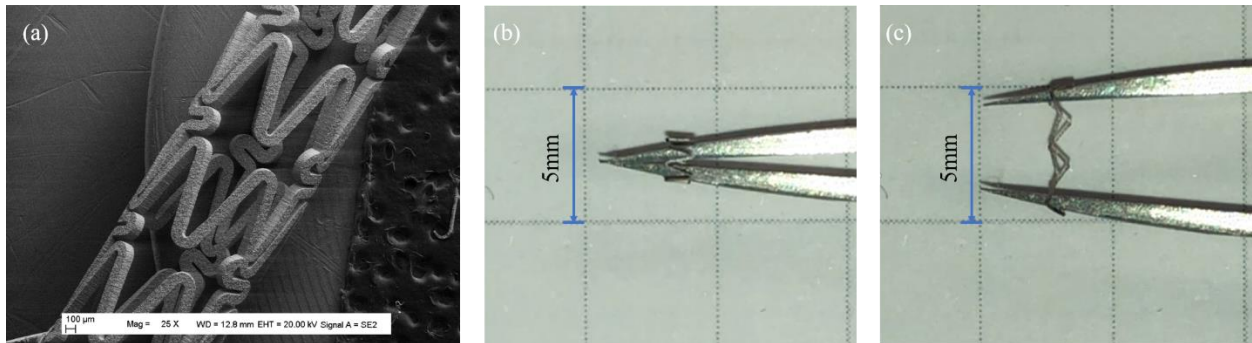 (a)
100 μm
Mag = 25 X WD = 12.8 mm EHT = 20.00 kV Signal A = SE2
(b)
5mm
(c)
5mm